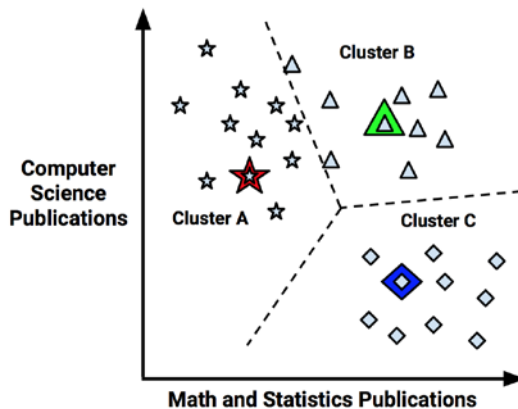 Cluster B
Computer
Science
Publications
Cluster A
Cluster C
Math and Statistics Publications